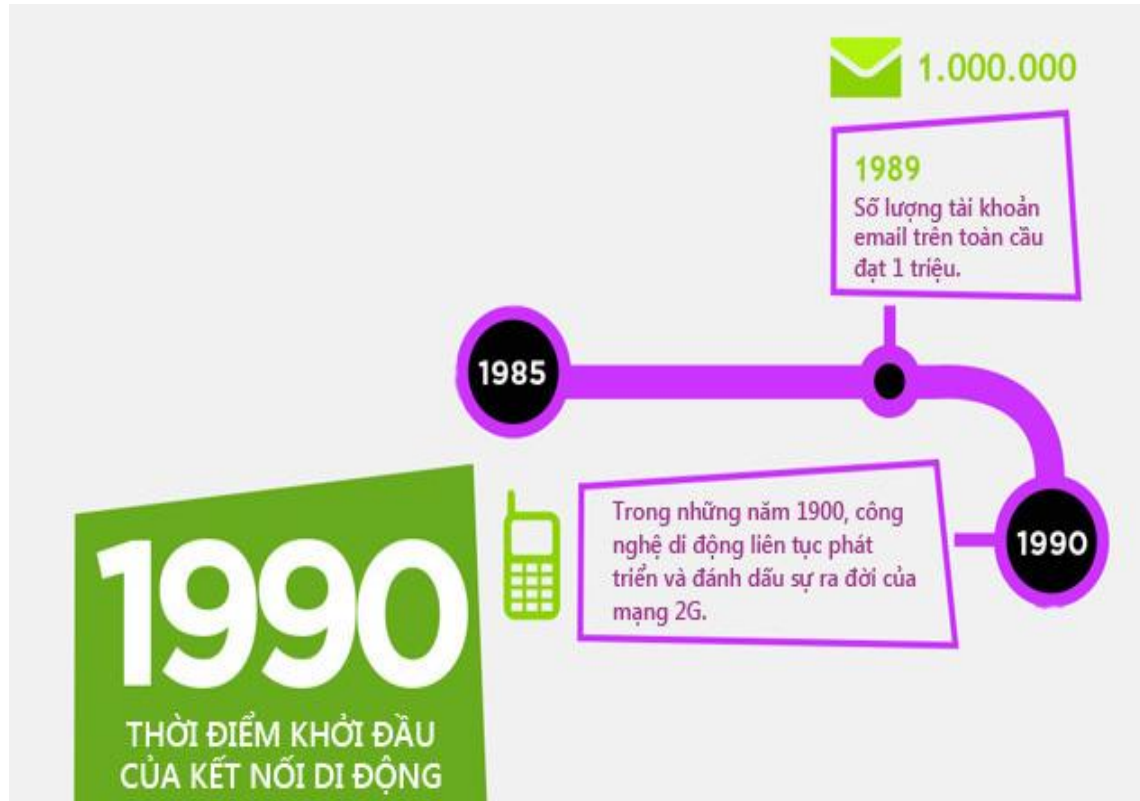 1.000.000
1989
Số lượng tài khoản
email trên toàn cầu
đạt 1 triệu.
1985
1990
Trong những năm 1900, công
nghệ di động liên tục phát
triển và đánh dấu sự ra đời của
mạng 2G.
1990
THỜI ĐIỂM KHỞI ĐẦU
CỦA KẾT NỐI DI ĐỘNG